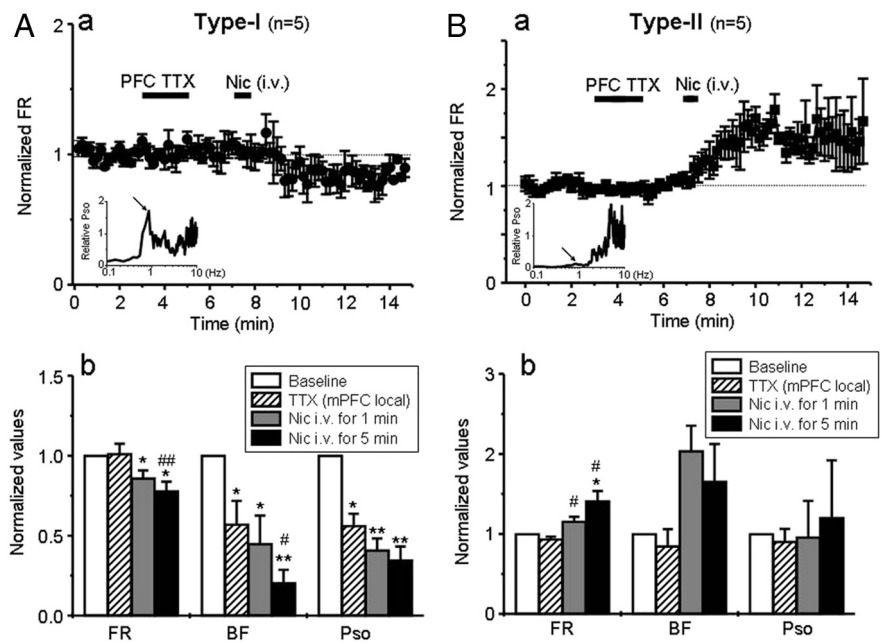 A
a
Type-I (n=5)
Normalized FR
2
1
0
PFC TTX
Nic (i.v.)
Relative Pso
2
1
0
0.1 1 10 (Hz)
0 2 4 6 8 10 12 14
Time (min)
B
a
Type-II (n=5)
Normalized FR
2
1
0
PFC TTX
Nic (i.v.)
Relative Pso
2
1
0
0.1 1 10 (Hz)
0 2 4 6 8 10 12 14
Time (min)
b
Normalized values
1.0
0.5
0.0
Baseline
TTX (mPFC local)
Nic i.v. for 1 min
Nic i.v. for 5 min
*
##
*
*
*
#
**
*
**
**
FR BF Pso
b
Normalized values
3
2
1
0
Baseline
TTX (mPFC local)
Nic i.v. for 1 min
Nic i.v. for 5 min
#
#
*
FR BF Pso